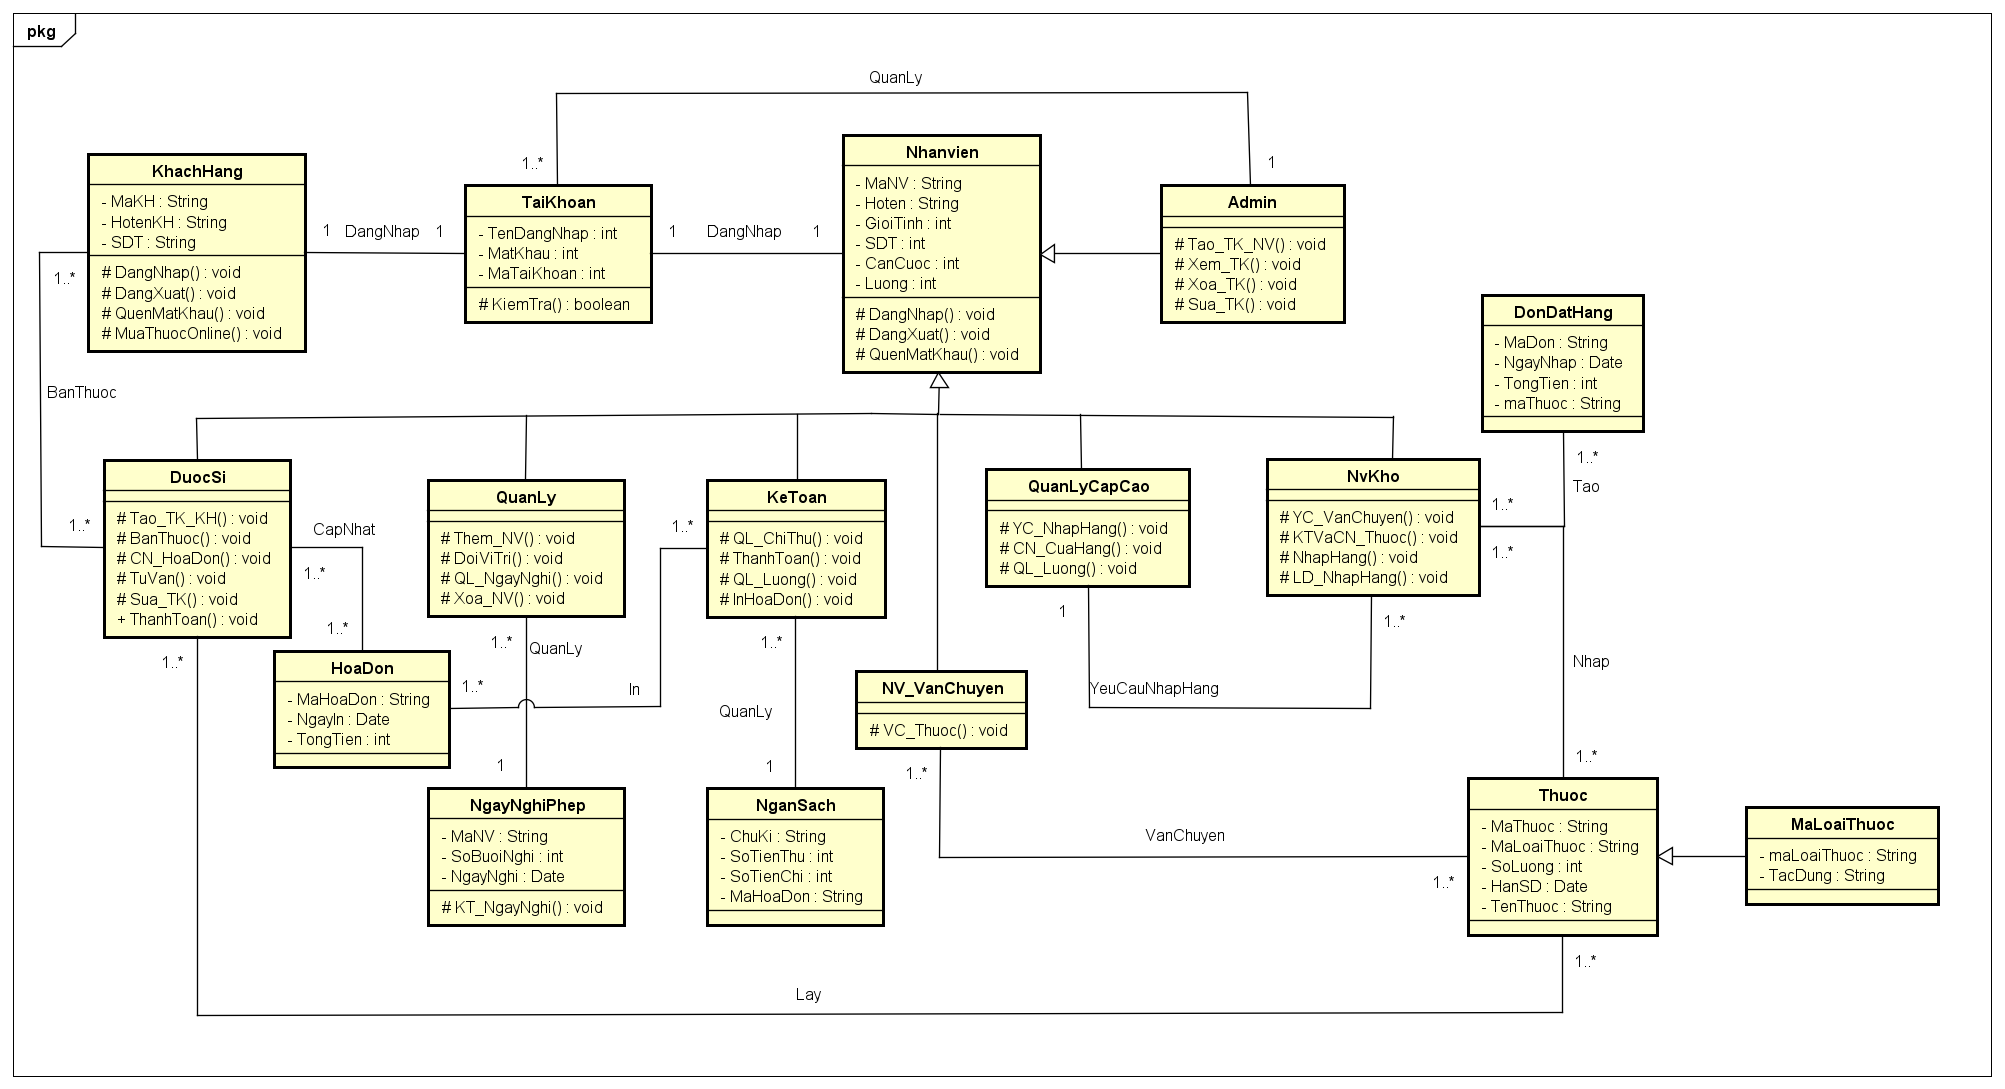 pkg
QuanLy
1..*
1
KhachHang
- MaKH : String
- HotenKH : String
- SDT : String
# DangNhap() : void
# DangXuat() : void
# QuenMatKhau() : void
# MuaThuocOnline() : void
1
DangNhap
1
TaiKhoan
- TenDangNhap : int
- MatKhau : int
- MaTaiKhoan : int
# KiemTra() : boolean
1
DangNhap
1
Nhanvien
- MaNV : String
- Hoten : String
- GioiTinh : int
- SDT : int
- CanCuoc : int
- Luong : int
# DangNhap() : void
# DangXuat() : void
# QuenMatKhau() : void
Admin
# Tao_TK_NV() : void
# Xem_TK() : void
# Xoa_TK() : void
# Sua_TK() : void
DonDatHang
- MaDon : String
- NgayNhap : Date
- TongTien : int
- maThuoc : String
1..*
BanThuoc
1..*
DuocSi
# Tao_TK_KH() : void
# BanThuoc() : void
# CN_HoaDon() : void
# TuVan() : void
# Sua_TK() : void
+ ThanhToan() : void
CapNhat
1..*
1..*
QuanLy
# Them_NV() : void
# DoiViTri() : void
# QL_NgayNghi() : void
# Xoa_NV() : void
1..*
KeToan
# QL_ChiThu() : void
# ThanhToan() : void
# QL_Luong() : void
# InHoaDon() : void
QuanLyCapCao
# YC_NhapHang() : void
# CN_CuaHang() : void
# QL_Luong() : void
NvKho
# YC_VanChuyen() : void
# KTVaCN_Thuoc() : void
# NhapHang() : void
# LD_NhapHang() : void
1..*
Tao
1..*
1..*
1..*
HoaDon
- MaHoaDon : String
- NgayIn : Date
- TongTien : int
1..*
In
1..*
QuanLy
1
1..*
QuanLy
1
NV_VanChuyen
# VC_Thuoc() : void
1
1..*
YeuCauNhapHang
Nhap
1..*
NgayNghiPhep
- MaNV : String
- SoBuoiNghi : int
- NgayNghi : Date
# KT_NgayNghi() : void
NganSach
- ChuKi : String
- SoTienThu : int
- SoTienChi : int
- MaHoaDon : String
1..*
VanChuyen
1..*
Thuoc
- MaThuoc : String
- MaLoaiThuoc : String
- SoLuong : int
- HanSD : Date
- TenThuoc : String
MaLoaiThuoc
- maLoaiThuoc : String
- TacDung : String
1..*
Lay